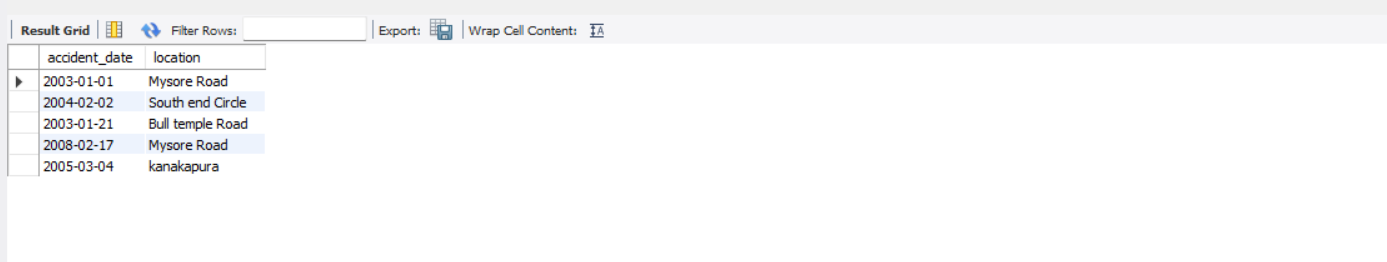 Result Grid Filter Rows: Export: Wrap Cell Content:
accident_date location
2003-01-01 Mysore Road
2004-02-02 South end Circle
2003-01-21 Bull temple Road
2008-02-17 Mysore Road
2005-03-04 kanakapura